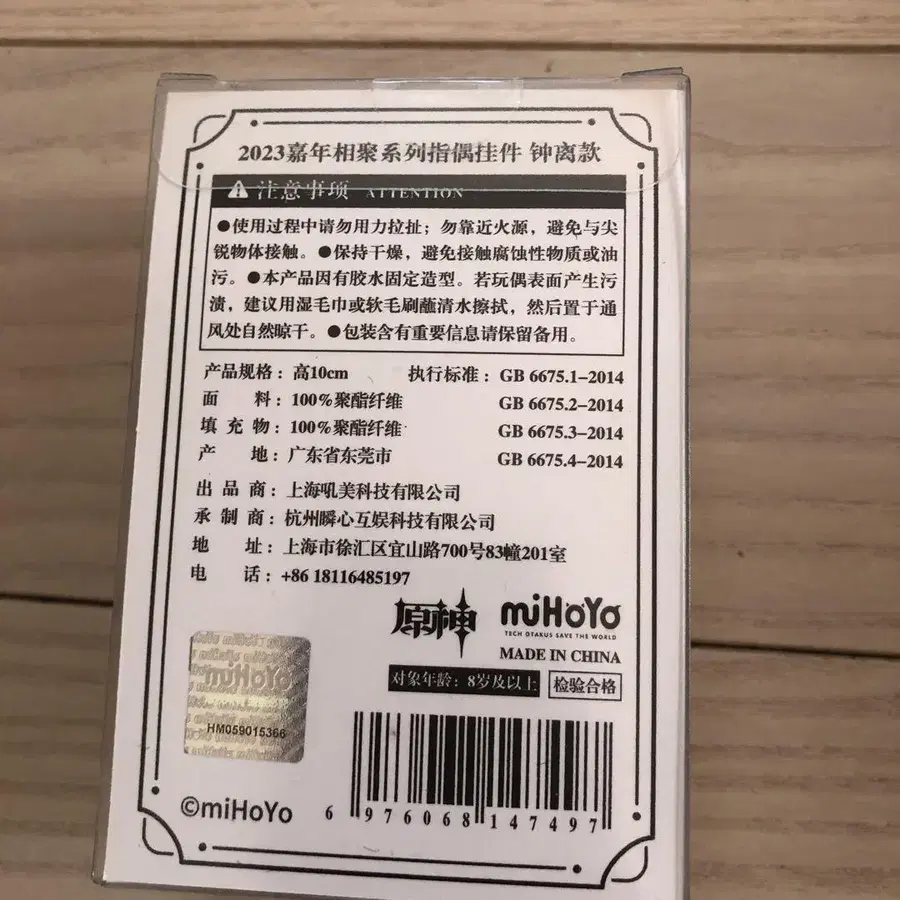 2023嘉年相聚系列指偶挂件 钟离款
注意事项 ATTENTION
●使用过程中请勿用力拉扯；勿靠近火源，避免与尖
锐物体接触。●保持干燥，避免接触腐蚀性物质或油
污。●本产品因有胶水固定造型。若玩偶表面产生污
渍，建议用湿毛巾或软毛刷蘸清水擦拭，然后置于通
风处自然晾干。●包装含有重要信息请保留备用。
产品规格：高10cm 执行标准：GB 6675.1-2014
面 料：100%聚酯纤维 GB 6675.2-2014
填充物：100%聚酯纤维 GB 6675.3-2014
产 地：广东省东莞市 GB 6675.4-2014
出品商：上海吼美科技有限公司
承制商：杭州瞬心互娱科技有限公司
地 址：上海市徐汇区宜山路700号83幢201室
电 话：+86 18116485197
原神 miHoYo
TECH OTAKUS SAVE THE WORLD
MADE IN CHINA
对象年龄：8岁及以上 检验合格
miHoYo
HM059015366
©miHoYo
6 976068 147497